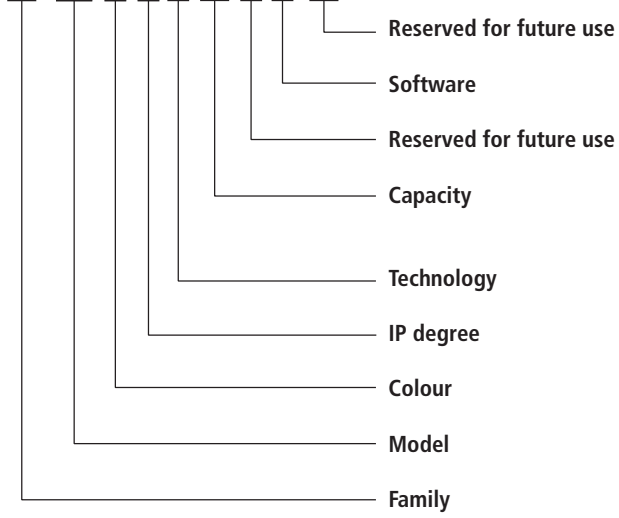 Reserved for future use
Software
Reserved for future use
Capacity
Technology
IP degree
Colour
Model
Family